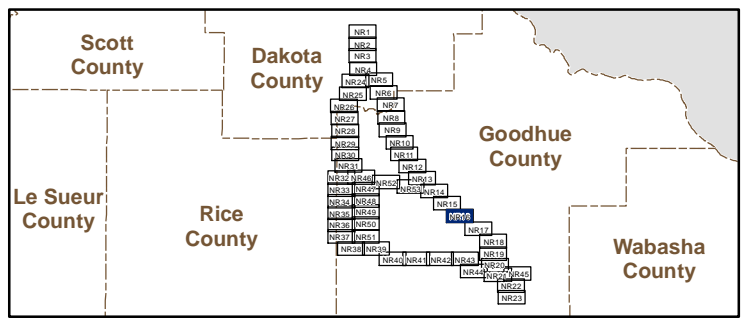 Scott
County
Dakota
County
Goodhue
County
Le Sueur
County
Rice
County
Wabasha
County
NR1
NR2
NR3
NR4
NR24
NR5
NR25
NR6
NR26
NR7
NR27
NR8
NR28
NR9
NR29
NR10
NR30
NR11
NR31
NR12
NR32
NR46
NR52
NR13
NR33
NR47
NR53
NR14
NR34
NR48
NR15
NR35
NR49
NR16
NR36
NR50
NR17
NR37
NR51
NR18
NR38
NR39
NR19
NR40
NR41
NR42
NR43
NR20
NR44
NR21
NR45
NR22
NR23